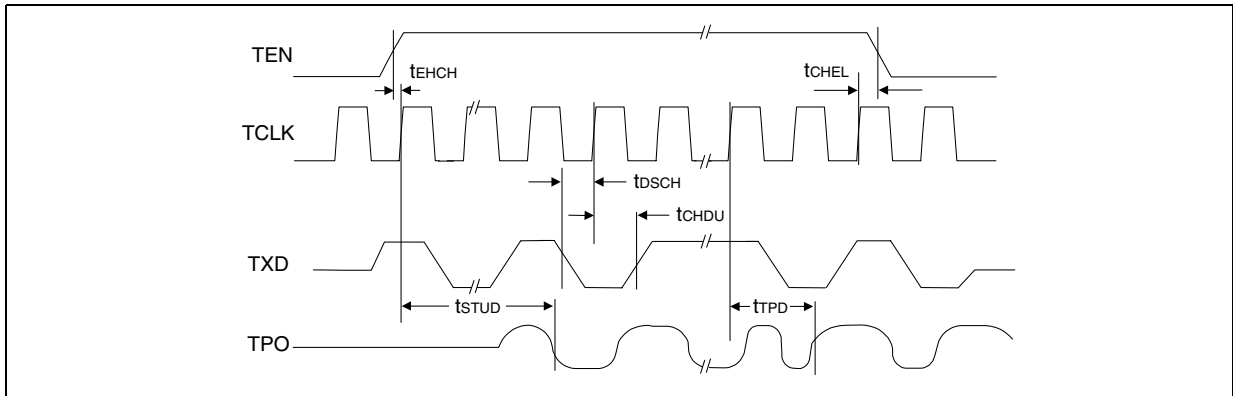 TEN
tEHCH
tCHEL
TCLK
tDSCH
tCHDU
TXD
tSTUD
tTPD
TPO